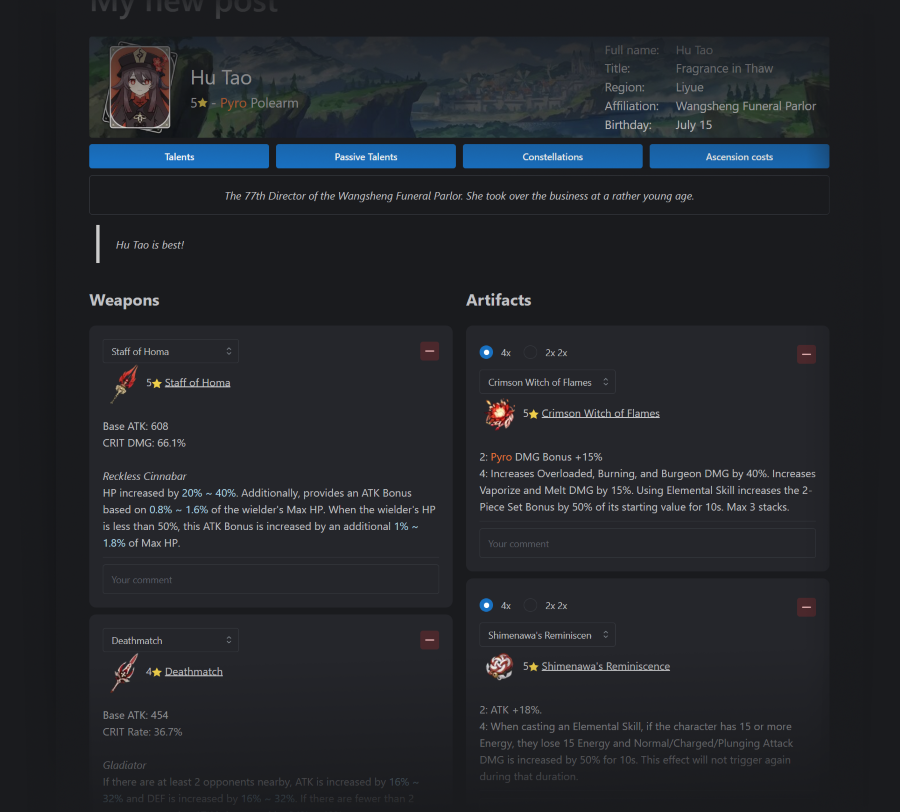 My new post
Hu Tao
5 - Pyro Polearm
Full name: Hu Tao
Title: Fragrance in Thaw
Region: Liyue
Affiliation: Wangsheng Funeral Parlor
Birthday: July 15
Talents
Passive Talents
Constellations
Ascension costs
The 77th Director of the Wangsheng Funeral Parlor. She took over the business at a rather young age.
Hu Tao is best!
Weapons
Staff of Homa
5 Staff of Homa
Base ATK: 608
CRIT DMG: 66.1%
Reckless Cinnabar
HP increased by 20% ~ 40%. Additionally, provides an ATK Bonus
based on 0.8% ~ 1.6% of the wielder's Max HP. When the wielder's HP
is less than 50%, this ATK Bonus is increased by an additional 1% ~
1.8% of Max HP.
Your comment
Deathmatch
4 Deathmatch
Base ATK: 454
CRIT Rate: 36.7%
Gladiator
If there are at least 2 opponents nearby, ATK is increased by 16% ~
32% and DEF is increased by 16% ~ 32%. If there are fewer than 2
Artifacts
4x
2x 2x
Crimson Witch of Flames
5 Crimson Witch of Flames
2: Pyro DMG Bonus +15%
4: Increases Overloaded, Burning, and Burgeon DMG by 40%. Increases
Vaporize and Melt DMG by 15%. Using Elemental Skill increases the 2-
Piece Set Bonus by 50% of its starting value for 10s. Max 3 stacks.
Your comment
4x
2x 2x
Shimenawa's Reminiscen
5 Shimenawa's Reminiscence
2: ATK +18%.
4: When casting an Elemental Skill, if the character has 15 or more
Energy, they lose 15 Energy and Normal/Charged/Plunging Attack
DMG is increased by 50% for 10s. This effect will not trigger again
during that duration.